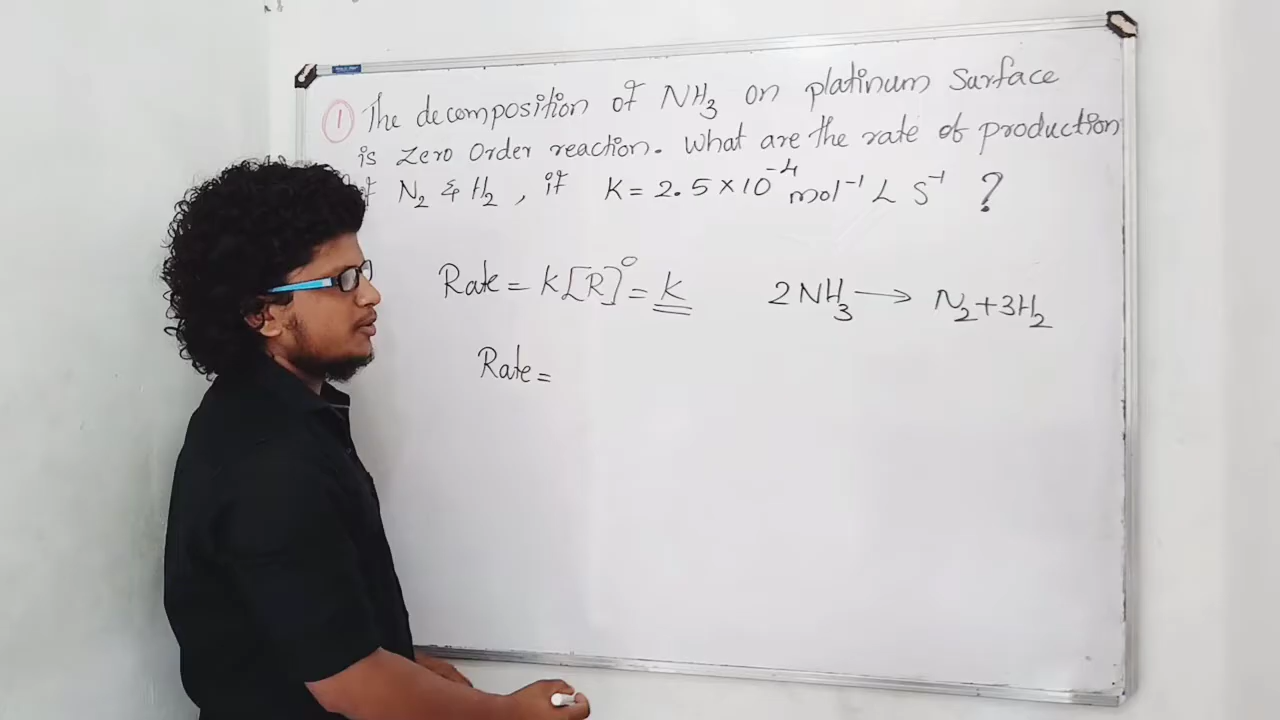 1 The decomposition of NH₃ on platinum Surface
is Zero Order reaction. What are the rate of production
N₂ & H₂, if K = 2.5 × 10⁻⁴ mol⁻¹ L S⁻¹ ?
Rate = K[R]⁰ = K 2NH₃ → N₂ + 3H₂
Rate =